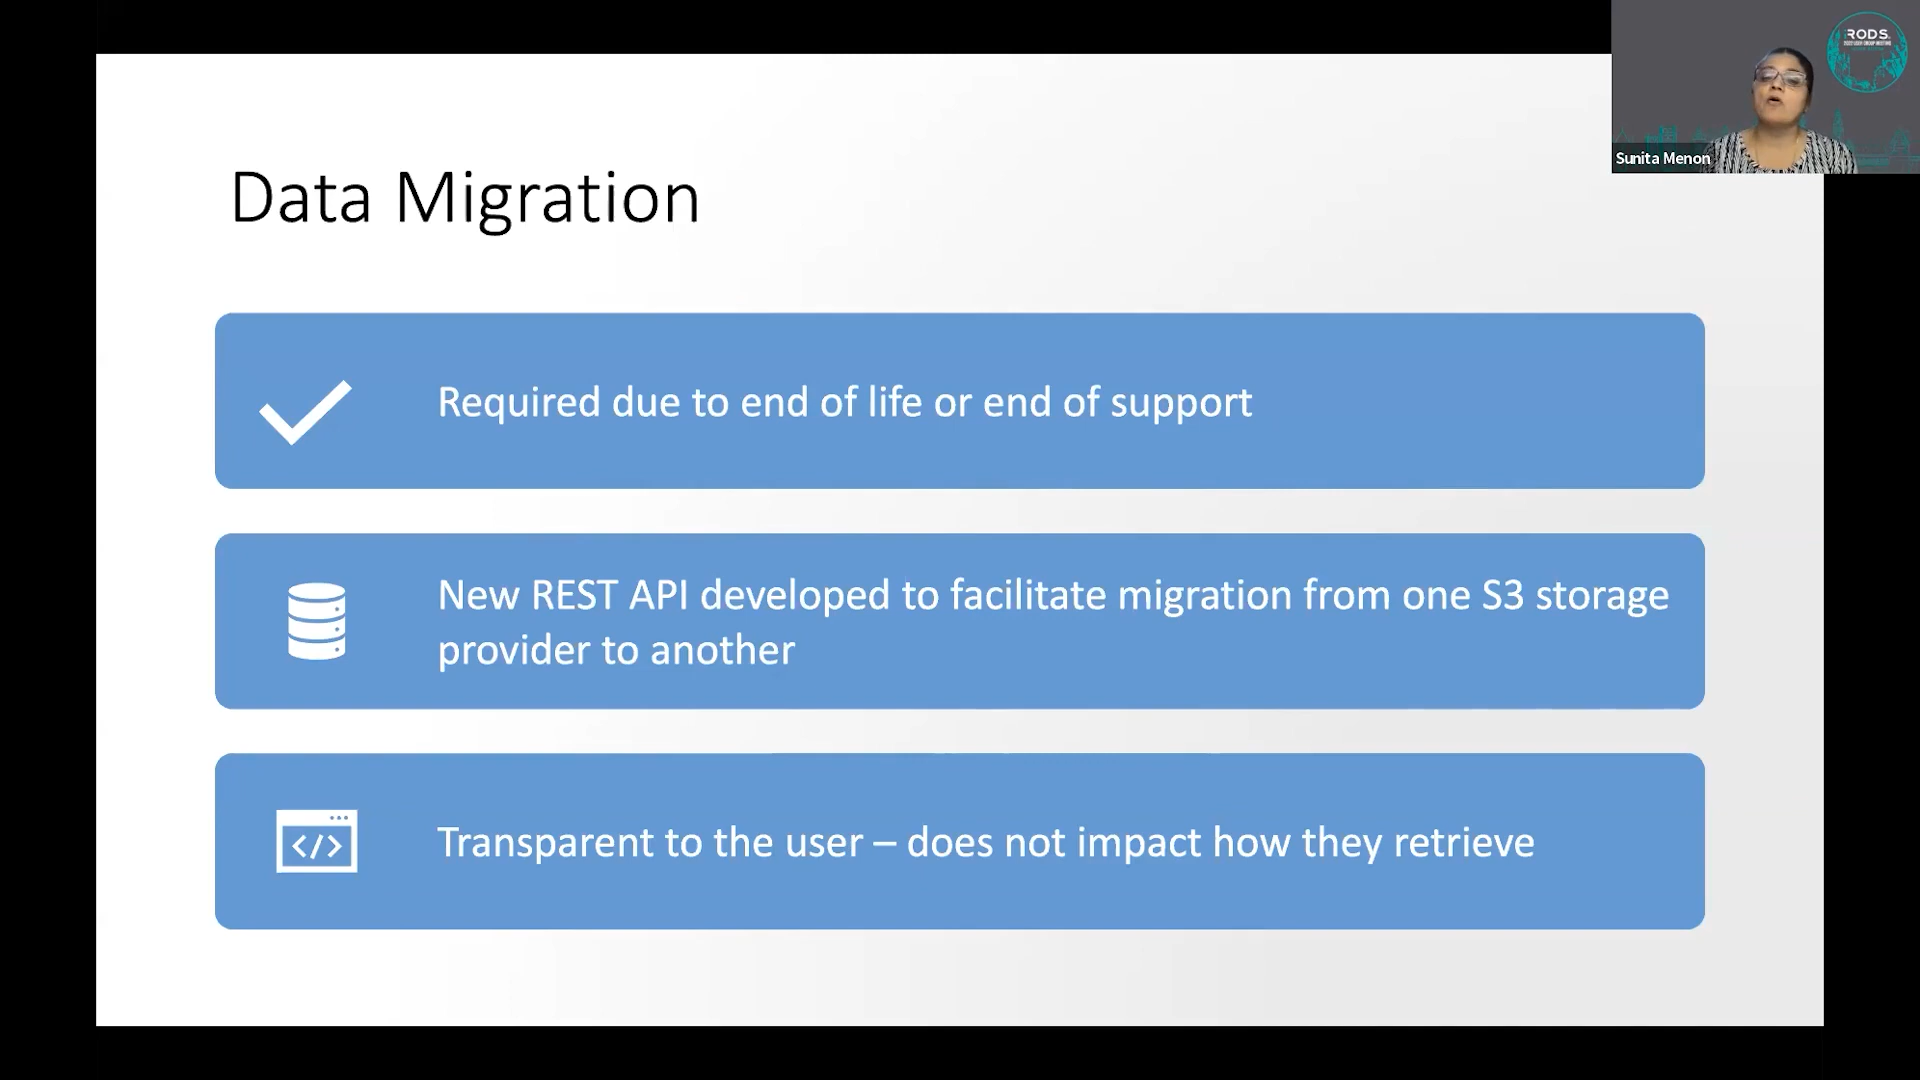 Data Migration
Required due to end of life or end of support
New REST API developed to facilitate migration from one S3 storage
provider to another
Transparent to the user – does not impact how they retrieve
RODS
Sunita Menon